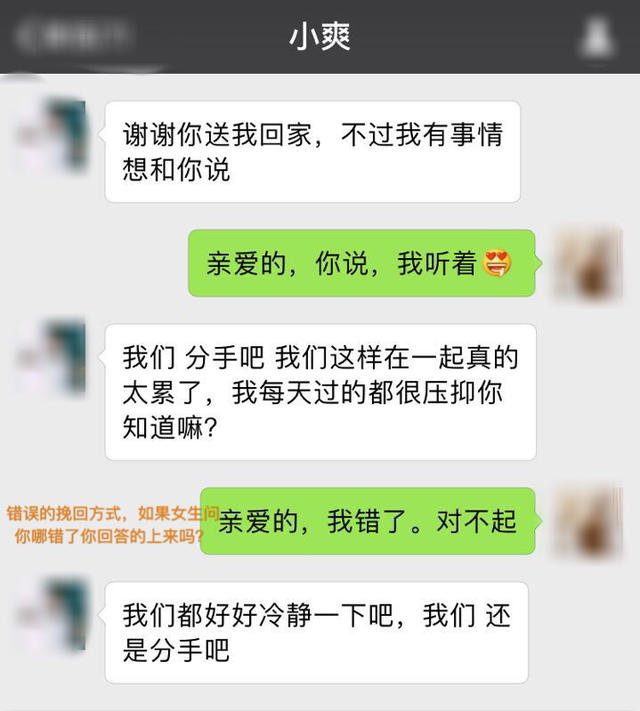 小爽
谢谢你送我回家，不过我有事情
想和你说
亲爱的，你说，我听着😍
我们 分手吧 我们这样在一起真的
太累了，我每天过的都很压抑你
知道嘛？
错误的挽回方式，如果女生问
你哪错了你回答的上来吗？
亲爱的，我错了。对不起
我们都好好冷静一下吧，我们 还
是分手吧